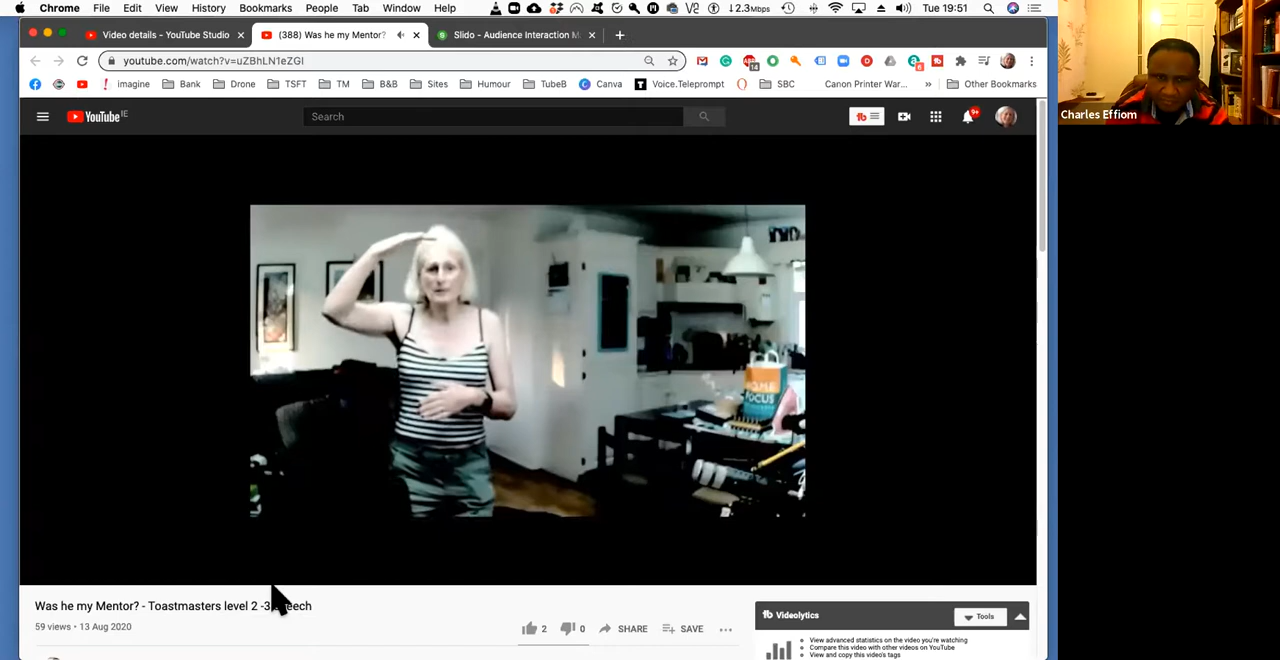 Chrome File Edit View History Bookmarks People Tab Window Help V2 2.3Mbps Tue 19:51
Video details - YouTube Studio (388) Was he my Mentor? Slido - Audience Interaction M
youtube.com/watch?v=uZBhLN1eZGI
imagine Bank Drone TSFT TM B&B Sites Humour TubeB Canva Voice.Teleprompt SBC Canon Printer War... » Other Bookmarks
YouTube IE Search 9+
HOME
FOCUS
Was he my Mentor? - Toastmasters level 2 -3 eech
59 views • 13 Aug 2020
2 0 SHARE SAVE
Videolytics Tools
View advanced statistics on the video you're watching
Compare this video with other videos on YouTube
View and copy this video's tags
Charles Effiom